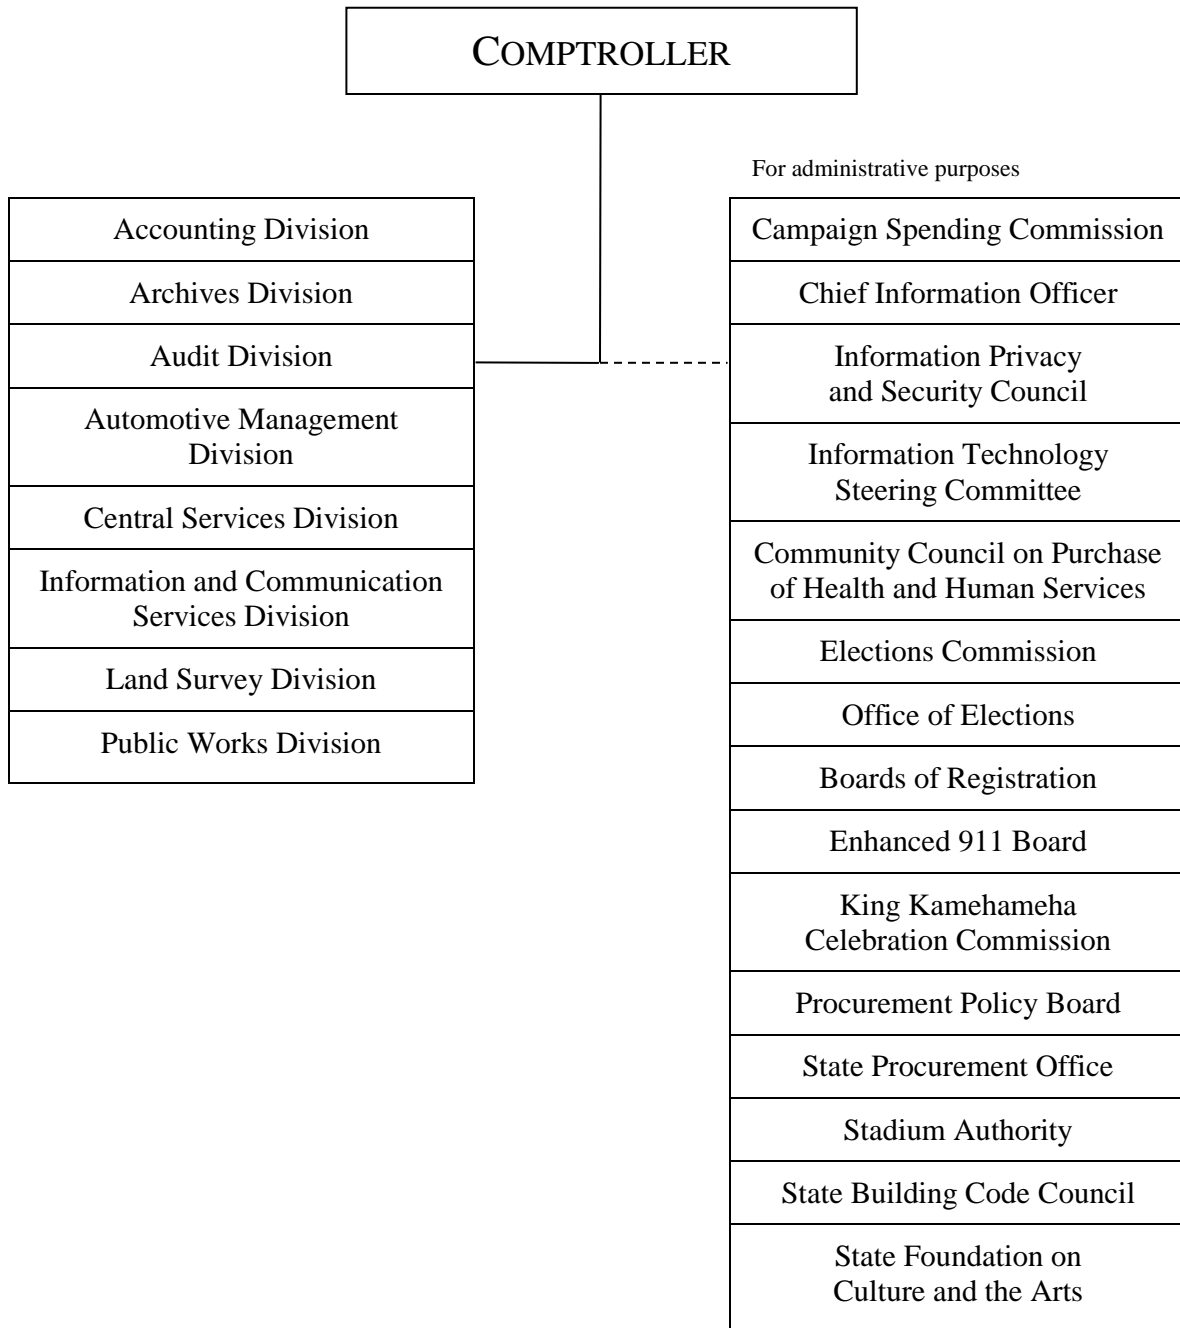 COMPTROLLER
For administrative purposes
Accounting Division
Archives Division
Audit Division
Automotive Management
Division
Central Services Division
Information and Communication
Services Division
Land Survey Division
Public Works Division
Campaign Spending Commission
Chief Information Officer
Information Privacy
and Security Council
Information Technology
Steering Committee
Community Council on Purchase
of Health and Human Services
Elections Commission
Office of Elections
Boards of Registration
Enhanced 911 Board
King Kamehameha
Celebration Commission
Procurement Policy Board
State Procurement Office
Stadium Authority
State Building Code Council
State Foundation on
Culture and the Arts